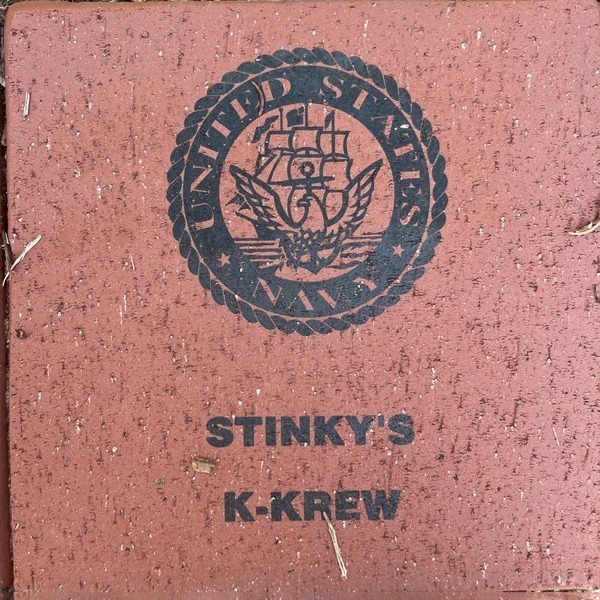 UNITED STATES
NAVY
STINKY'S
K-KREW